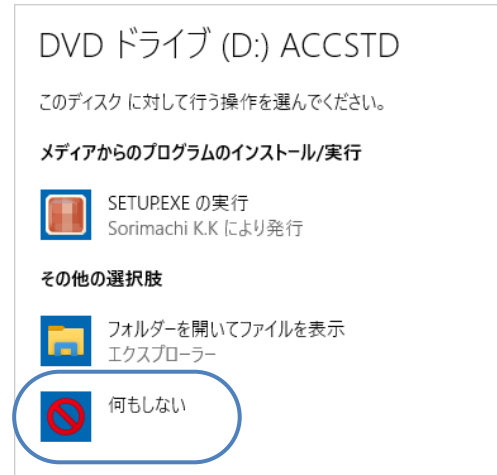 DVD ドライブ (D:) ACCSTD
このディスク に対して行う操作を選んでください。
メディアからのプログラムのインストール/実行
SETUP.EXE の実行
Sorimachi K.K により発行
その他の選択肢
フォルダーを開いてファイルを表示
エクスプローラー
何もしない